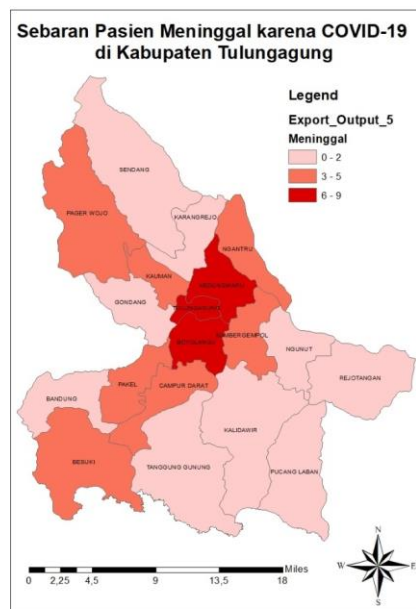 Sebaran Pasien Meninggal karena COVID-19
di Kabupaten Tulungagung
Legend
Export_Output_5
Meninggal
0 - 2
3 - 5
6 - 9
SENDANG
PAGER WOJO
KARANGREJO
NGANTRU
KAUMAN
GONDANG
NGUNUT
REJOTANGAN
BANDUNG
PAKEL
CAMPUR DARAT
KALIDAWIR
BESUKI
TANGGUNG GUNUNG
PUCANG LABAN
N
W
E
S
Miles
0
2,25
4,5
9
13,5
18